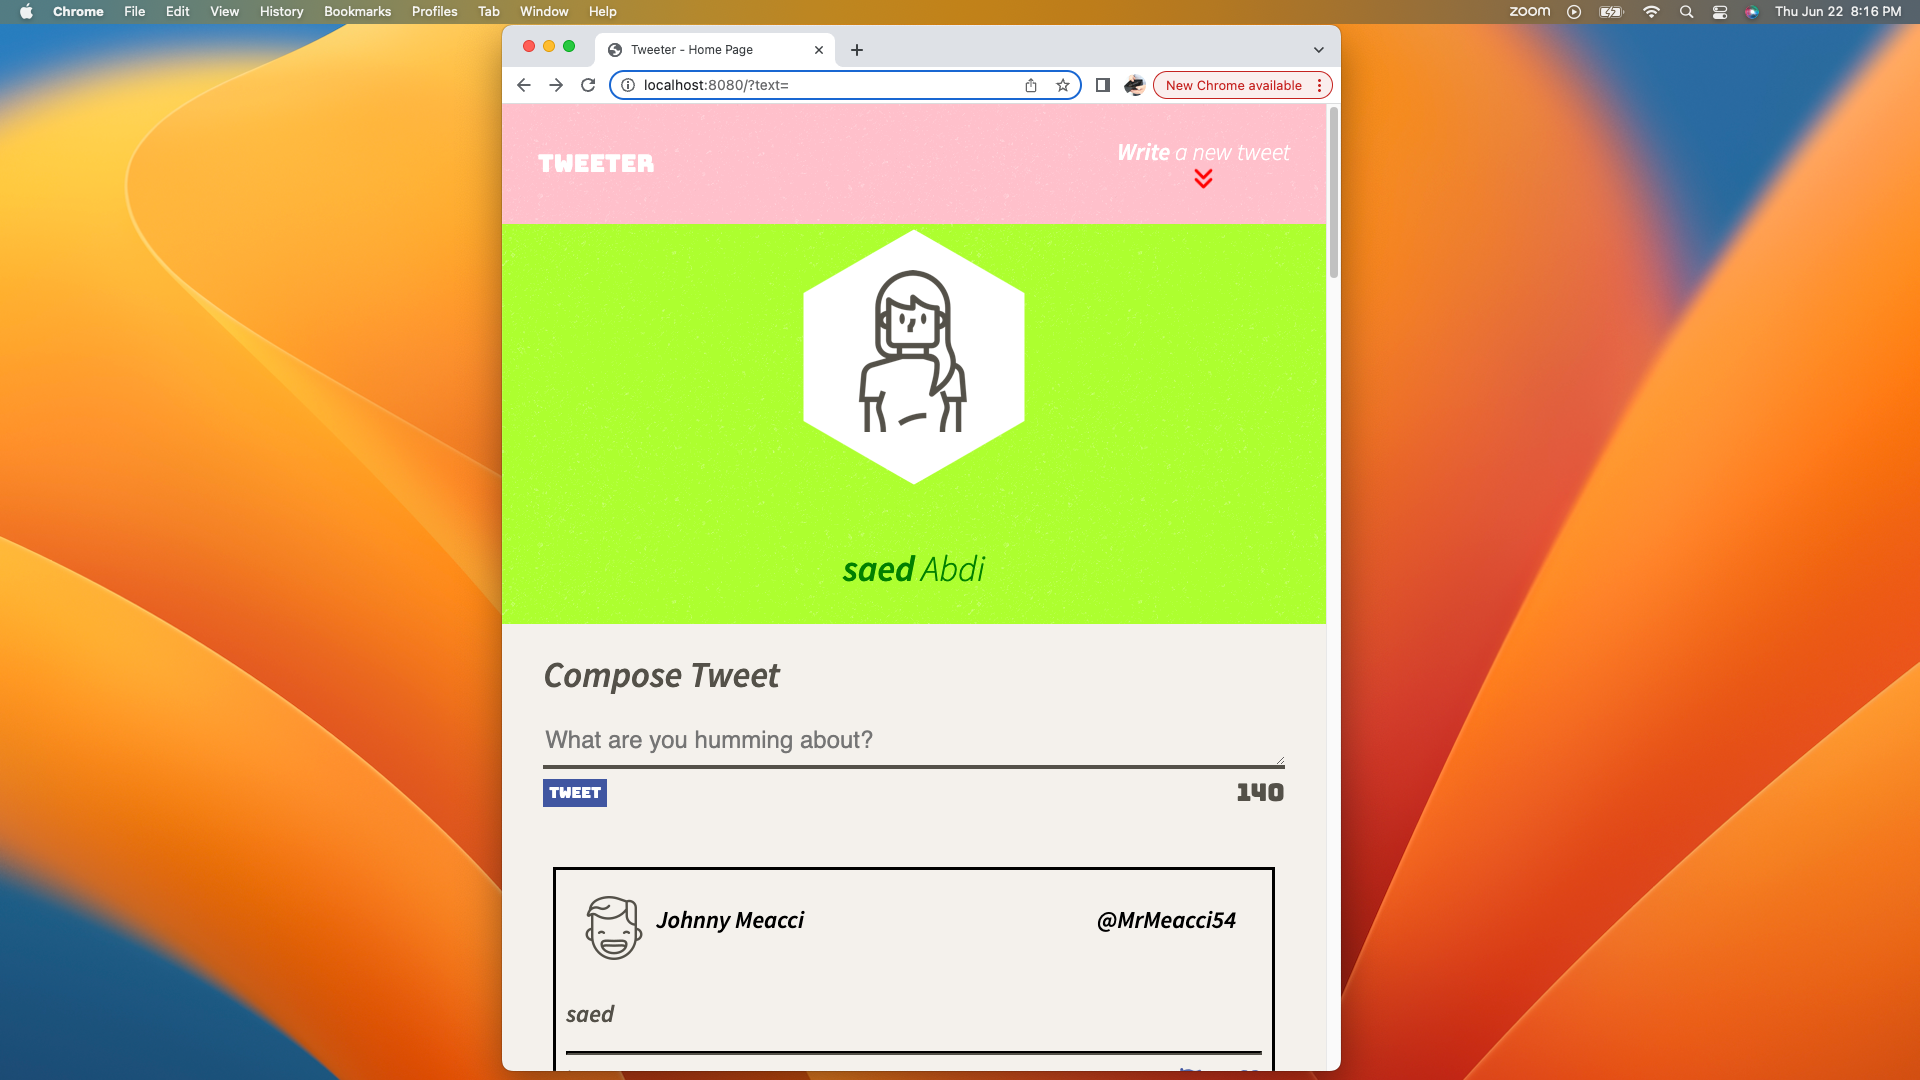 Chrome File Edit View History Bookmarks Profiles Tab Window Help zoom Thu Jun 22 8:16 PM
Tweeter - Home Page
localhost:8080/?text= New Chrome available
TWEETER
Write a new tweet
saed Abdi
Compose Tweet
What are you humming about?
TWEET 140
Johnny Meacci @MrMeacci54
saed